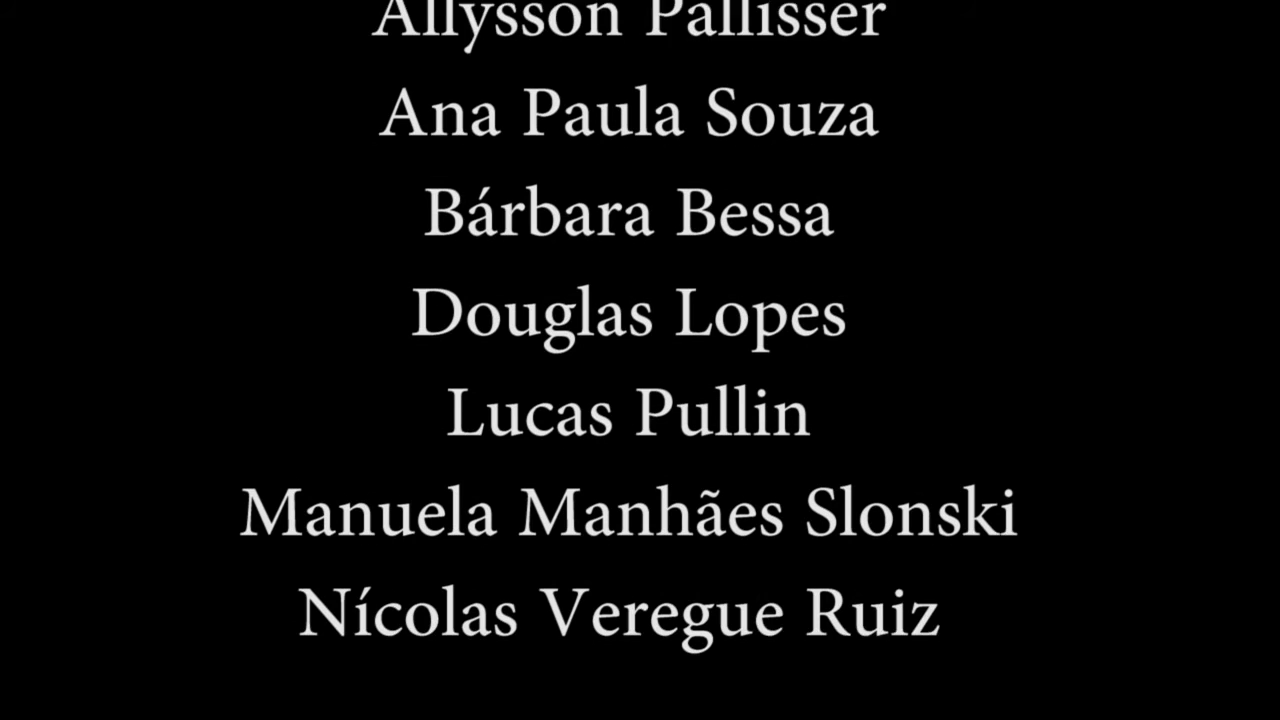 Allysson Pallisser
Ana Paula Souza
Bárbara Bessa
Douglas Lopes
Lucas Pullin
Manuela Manhães Slonski
Nícolas Veregue Ruiz